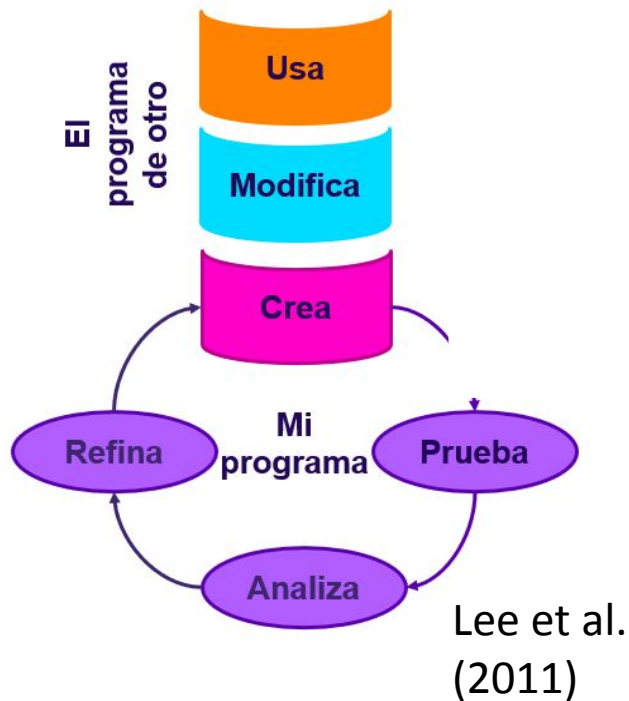 Usa
El
programa
de otro
Modifica
Crea
Refina
Mi
programa
Prueba
Analiza
Lee et al.
(2011)